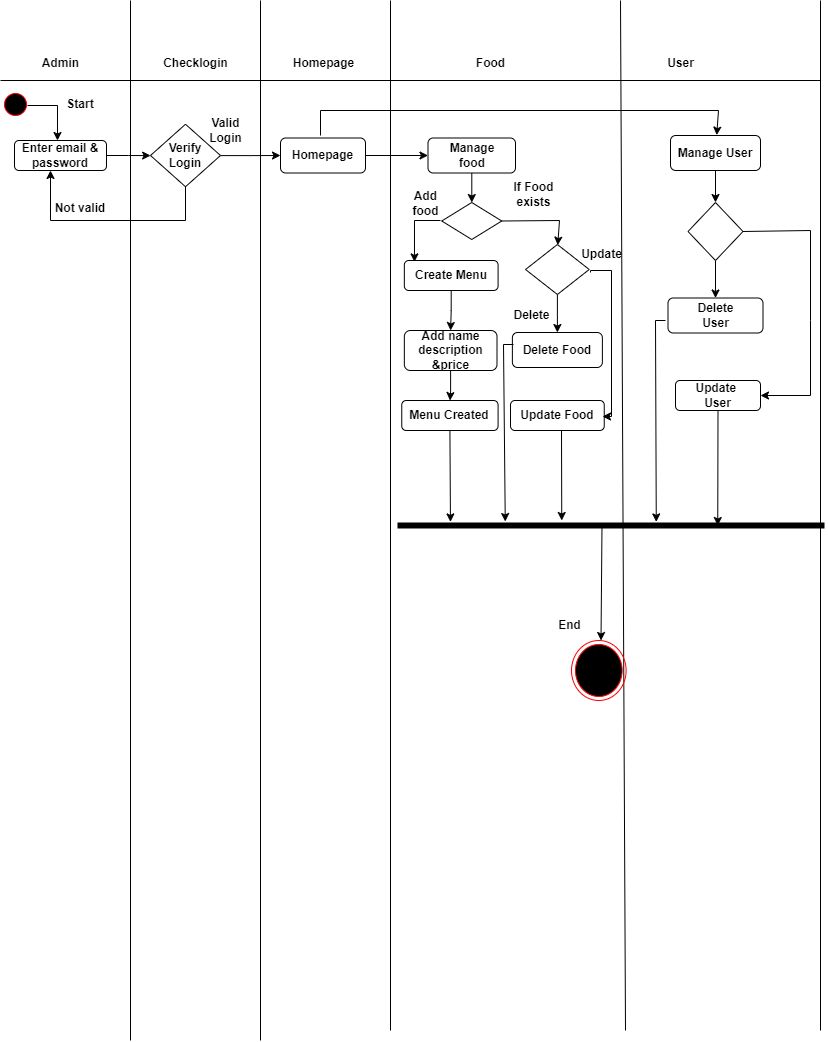 Admin
Checklogin
Homepage
Food
User
Start
Enter email &
password
Verify
Login
Valid
Login
Not valid
Homepage
Manage
food
Manage User
Add
food
If Food
exists
Update
Create Menu
Delete
Add name
description
&price
Delete Food
Delete
User
Menu Created
Update Food
Update
User
End